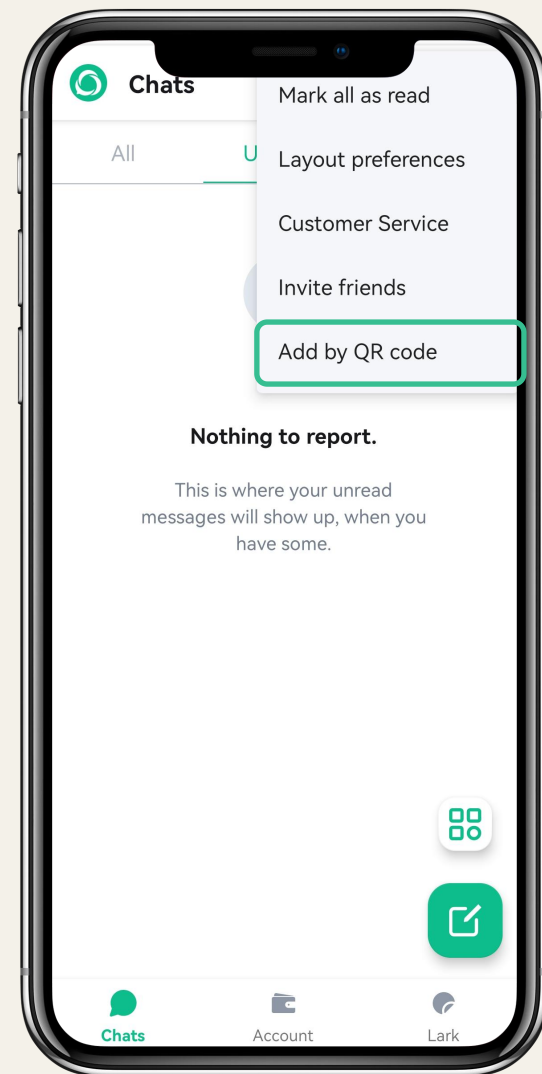 Chats
Mark all as read
All
U
Layout preferences
Customer Service
Invite friends
Add by QR code
Nothing to report.
This is where your unread
messages will show up, when you
have some.
Chats
Account
Lark